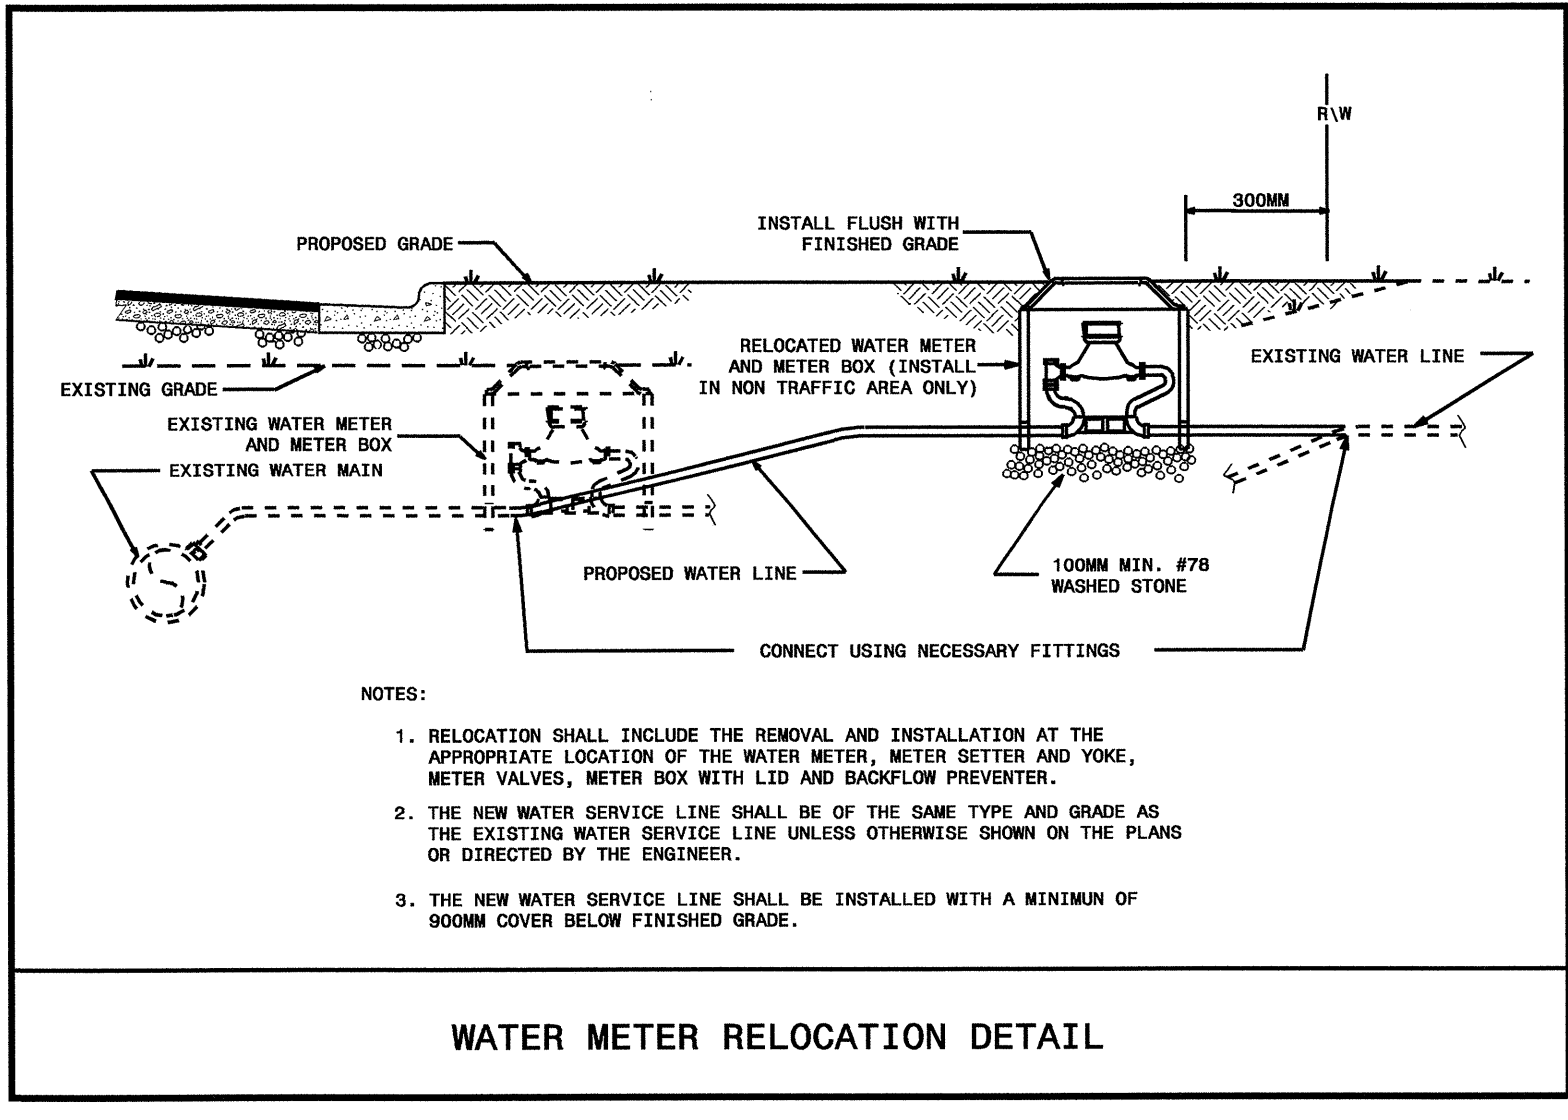 R\W
300MM
INSTALL FLUSH WITH
FINISHED GRADE
PROPOSED GRADE
RELOCATED WATER METER
AND METER BOX (INSTALL
IN NON TRAFFIC AREA ONLY)
EXISTING WATER LINE
EXISTING GRADE
EXISTING WATER METER
AND METER BOX
EXISTING WATER MAIN
PROPOSED WATER LINE
100MM MIN. #78
WASHED STONE
CONNECT USING NECESSARY FITTINGS
NOTES:
1. RELOCATION SHALL INCLUDE THE REMOVAL AND INSTALLATION AT THE
APPROPRIATE LOCATION OF THE WATER METER, METER SETTER AND YOKE,
METER VALVES, METER BOX WITH LID AND BACKFLOW PREVENTER.
2. THE NEW WATER SERVICE LINE SHALL BE OF THE SAME TYPE AND GRADE AS
THE EXISTING WATER SERVICE LINE UNLESS OTHERWISE SHOWN ON THE PLANS
OR DIRECTED BY THE ENGINEER.
3. THE NEW WATER SERVICE LINE SHALL BE INSTALLED WITH A MINIMUN OF
900MM COVER BELOW FINISHED GRADE.
WATER METER RELOCATION DETAIL